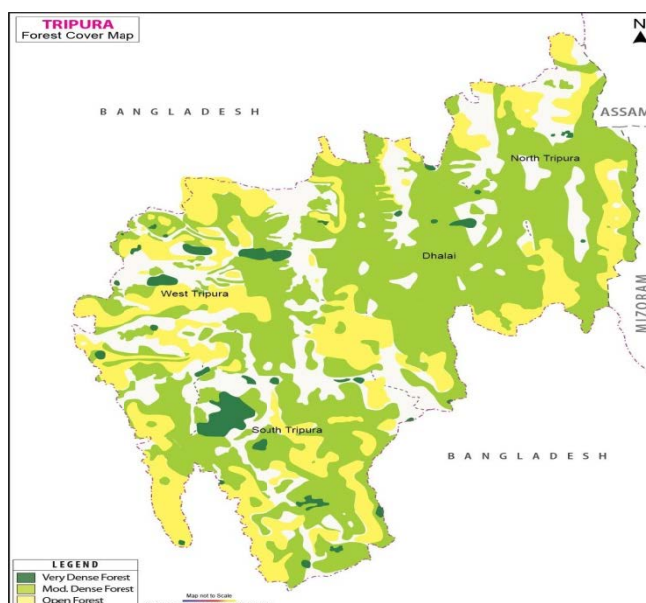 TRIPURA
Forest Cover Map
N
BANGLADESH
ASSAM
North Tripura
Dhalai
MIZORAM
West Tripura
South Tripura
BANGLADESH
LEGEND
Very Dense Forest
Mod. Dense Forest
Open Forest
Map not to Scale